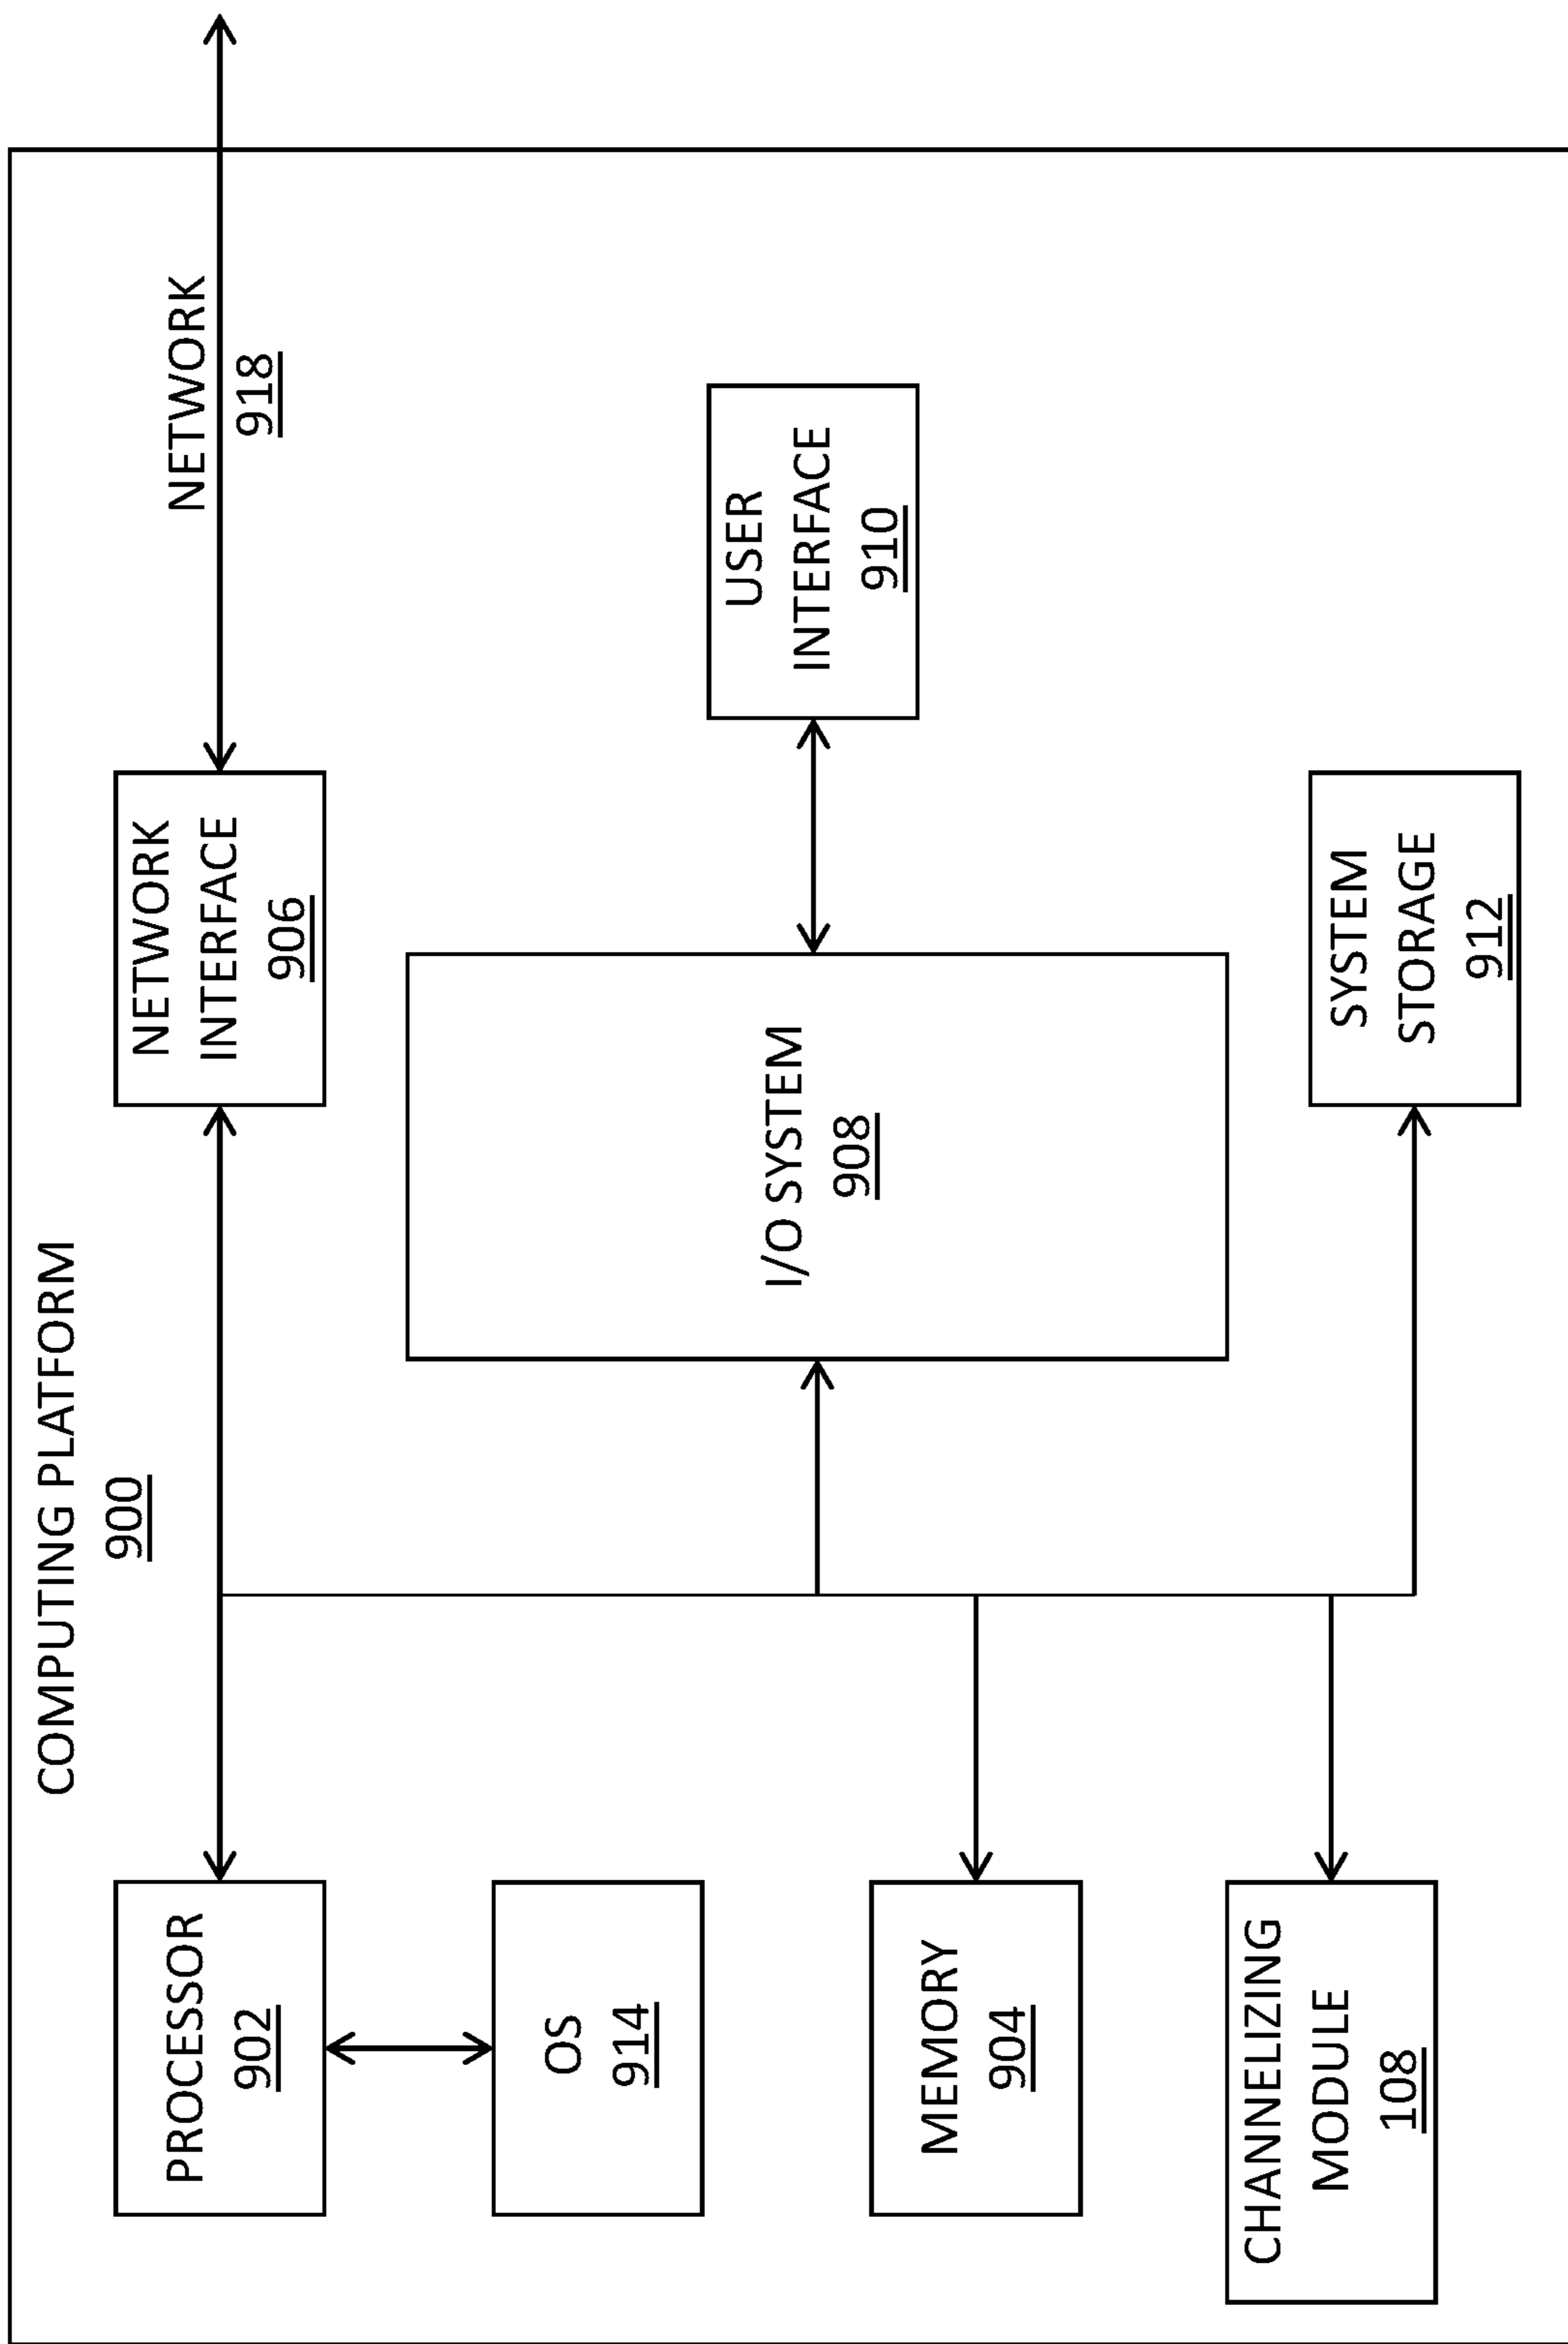 COMPUTING PLATFORM
900
PROCESSOR
902
NETWORK
INTERFACE
906
NETWORK
918
OS
914
I/O SYSTEM
908
USER
INTERFACE
910
MEMORY
904
CHANNELIZING
MODULE
108
SYSTEM
STORAGE
912